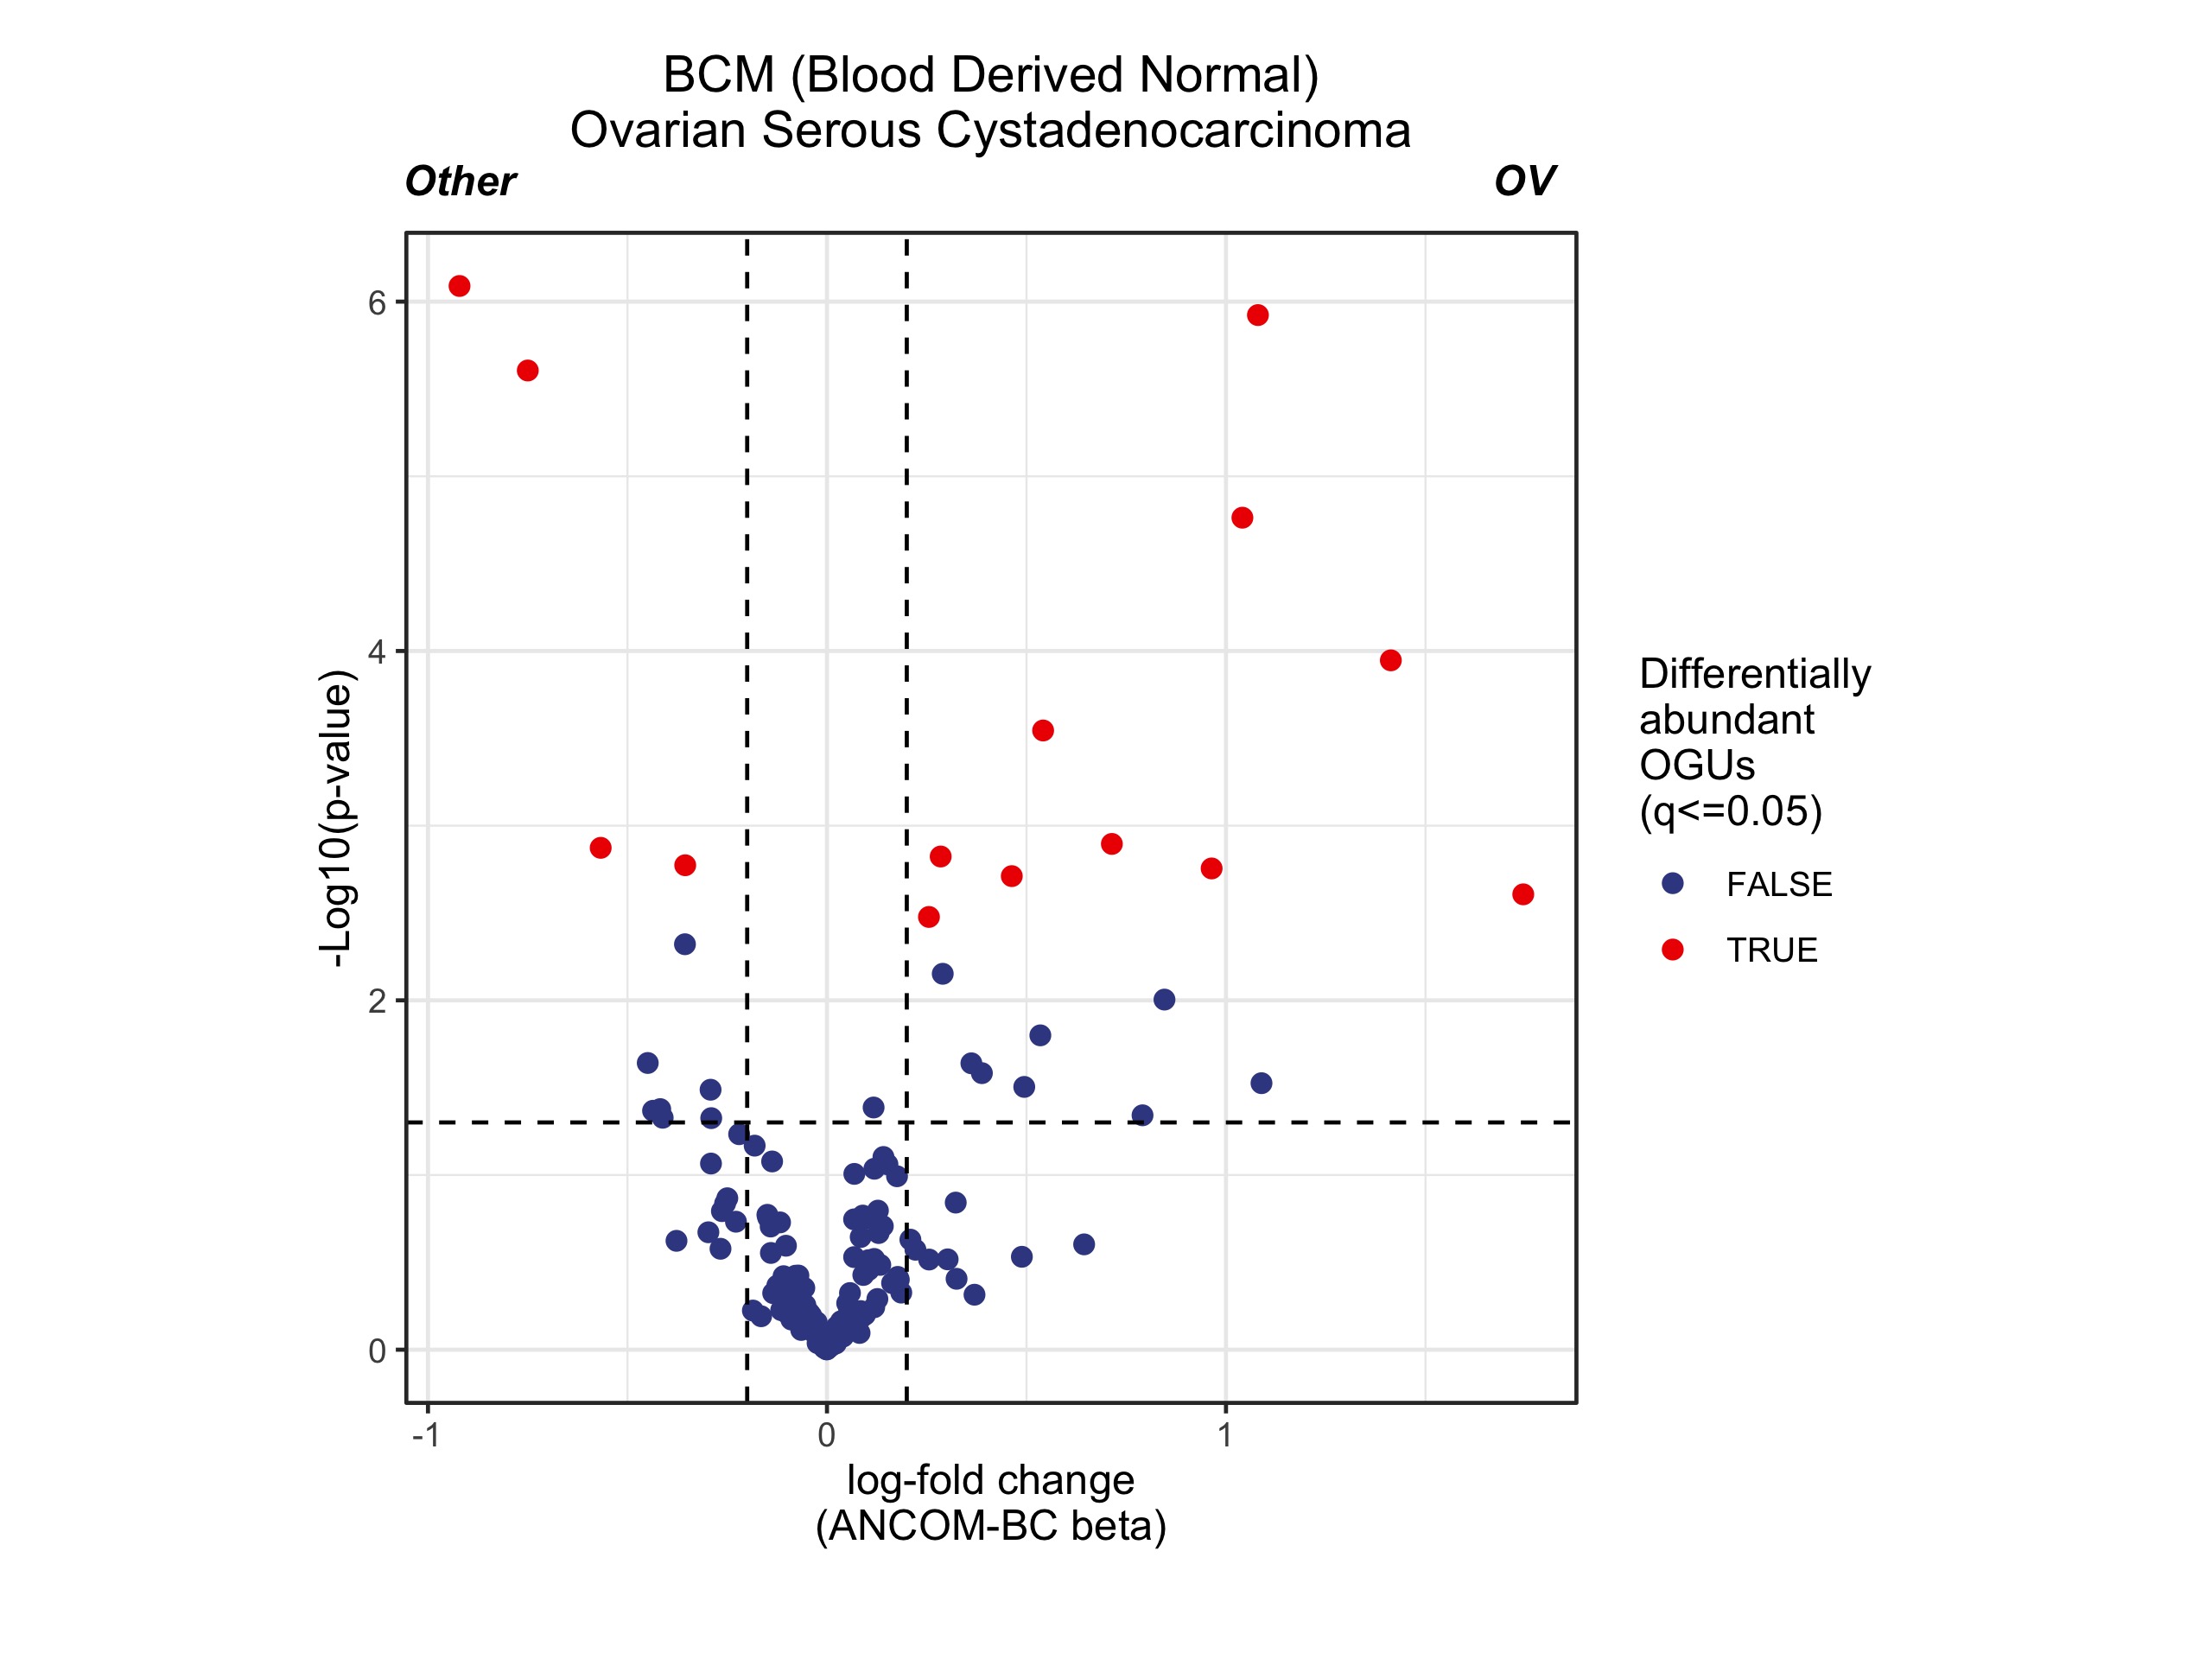 BCM (Blood Derived Normal)
Ovarian Serous Cystadenocarcinoma
Other
OV
6
4
2
0
-Log10(p-value)
-1
0
1
log-fold change
(ANCOM-BC beta)
Differentially
abundant
OGUs
(q<=0.05)
FALSE
TRUE